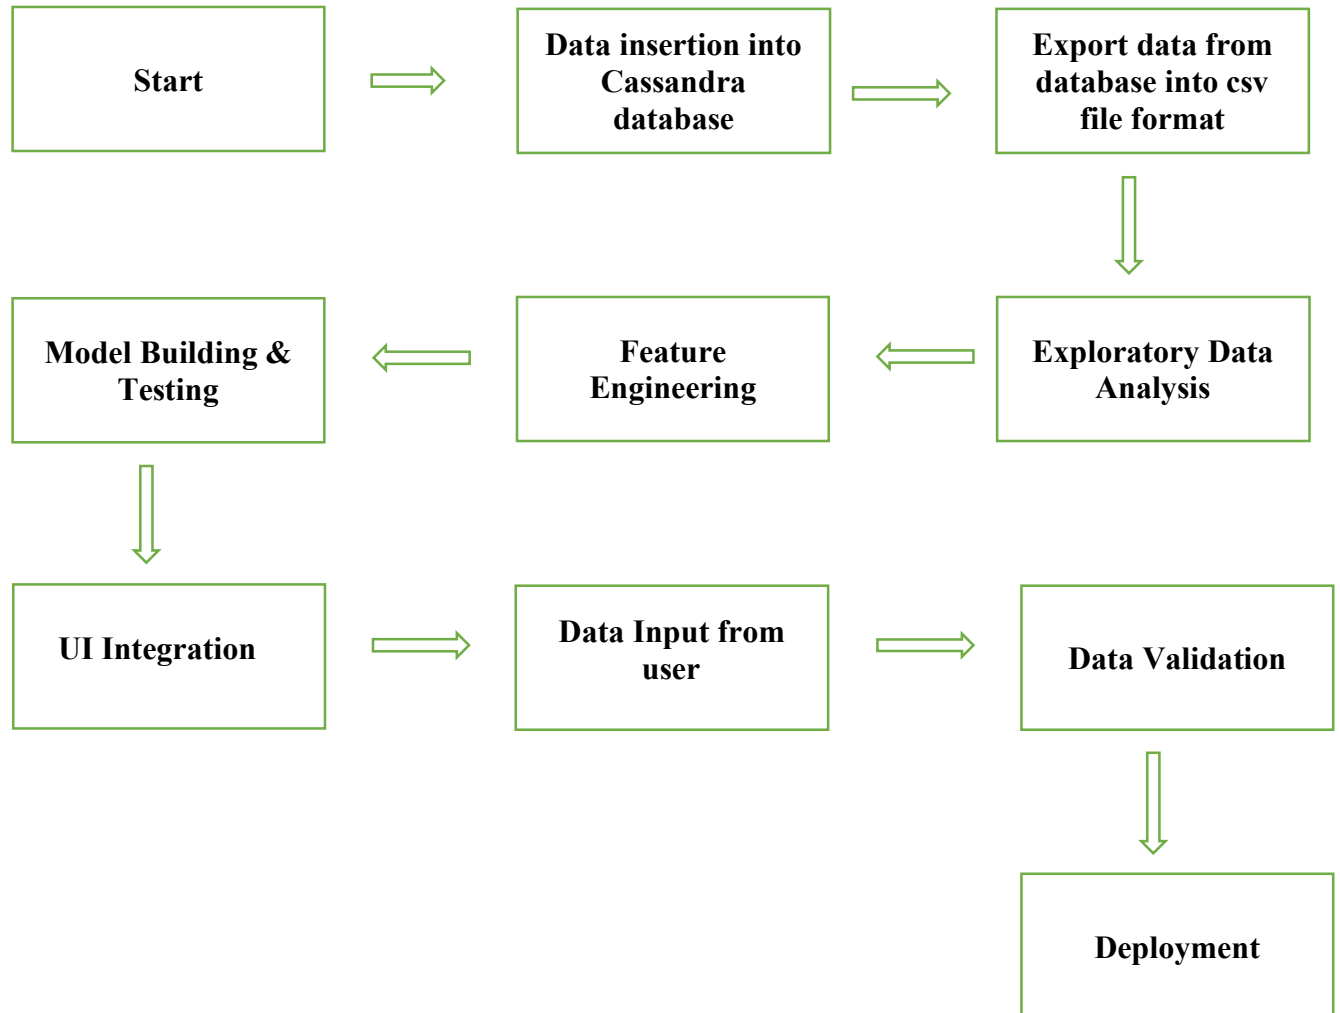 Start
Data insertion into
Cassandra
database
Export data from
database into csv
file format
Exploratory Data
Analysis
Feature
Engineering
Model Building &
Testing
UI Integration
Data Input from
user
Data Validation
Deployment